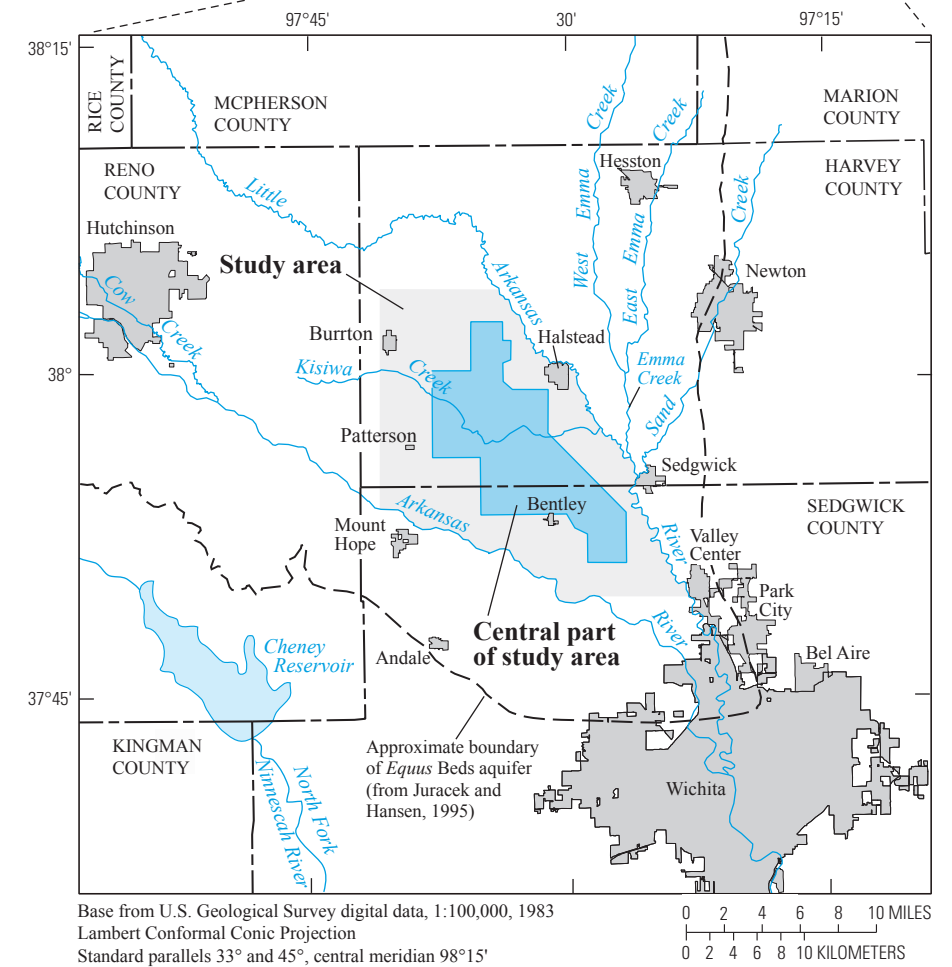 97°45'
30'
97°15'
38°15'
RICE
COUNTY
MCPHERSON
COUNTY
MARION
COUNTY
Creek
Creek
RENO
COUNTY
Hesston
HARVEY
COUNTY
Little
Emma
Creek
Hutchinson
Emma
Study area
Arkansas
West
East
Newton
Cow
Creek
Burrton
Halstead
38°
Kisiwa
Creek
Emma
Creek
Sand
Patterson
Sedgwick
Arkansas
Bentley
SEDGWICK
COUNTY
Mount
Hope
River
Valley
Center
Park
City
River
Central part
of study area
Cheney
Reservoir
Andale
Bel Aire
37°45'
KINGMAN
COUNTY
Approximate boundary
of Equus Beds aquifer
(from Juracek and
Hansen, 1995)
North Fork
Ninnescah River
Wichita
Base from U.S. Geological Survey digital data, 1:100,000, 1983
Lambert Conformal Conic Projection
Standard parallels 33° and 45°, central meridian 98°15'
0 2 4 6 8 10 MILES
0 2 4 6 8 10 KILOMETERS